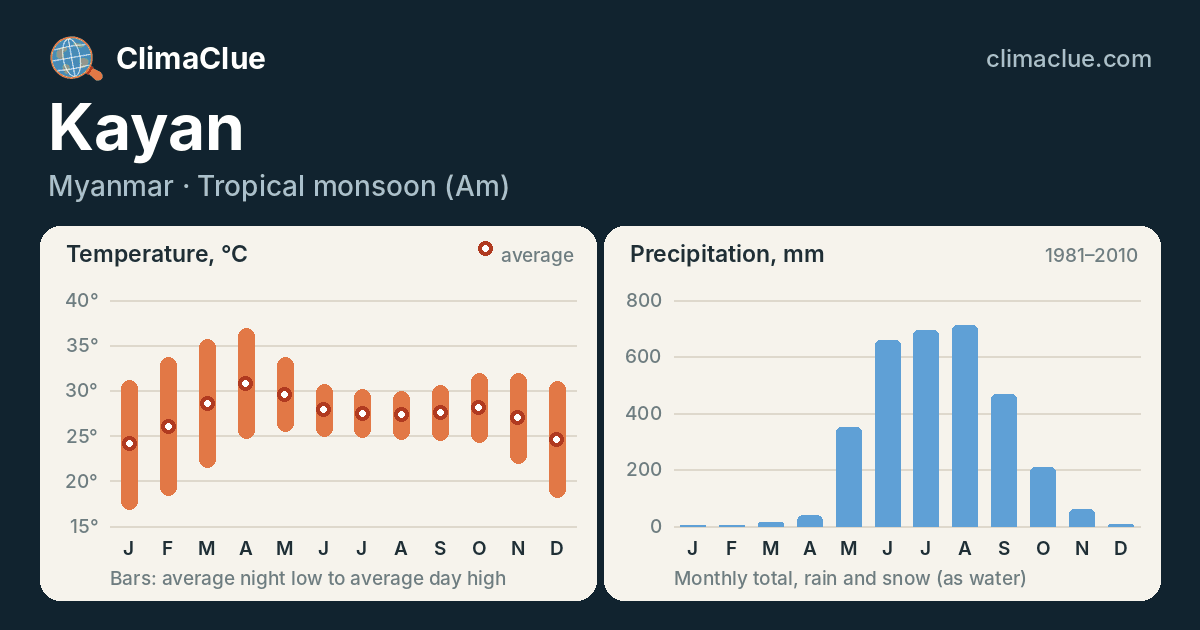 ClimaClue
climaclue.com
Kayan
Myanmar · Tropical monsoon (Am)
Temperature, °C
average
40°
35°
30°
25°
20°
15°
J F M A M J J A S O N D
Bars: average night low to average day high
Precipitation, mm
1981–2010
800
600
400
200
0
J F M A M J J A S O N D
Monthly total, rain and snow (as water)